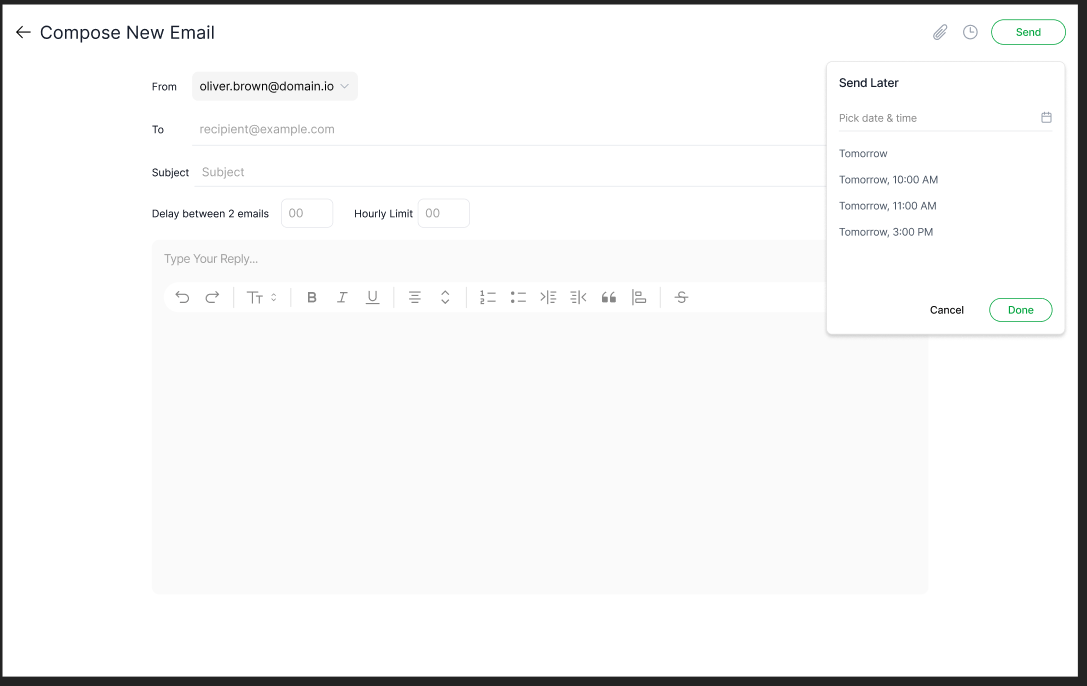 Compose New Email
Send
From
oliver.brown@domain.io
To
recipient@example.com
Subject
Subject
Delay between 2 emails
00
Hourly Limit
00
Type Your Reply...
Send Later
Pick date & time
Tomorrow
Tomorrow, 10:00 AM
Tomorrow, 11:00 AM
Tomorrow, 3:00 PM
Cancel
Done